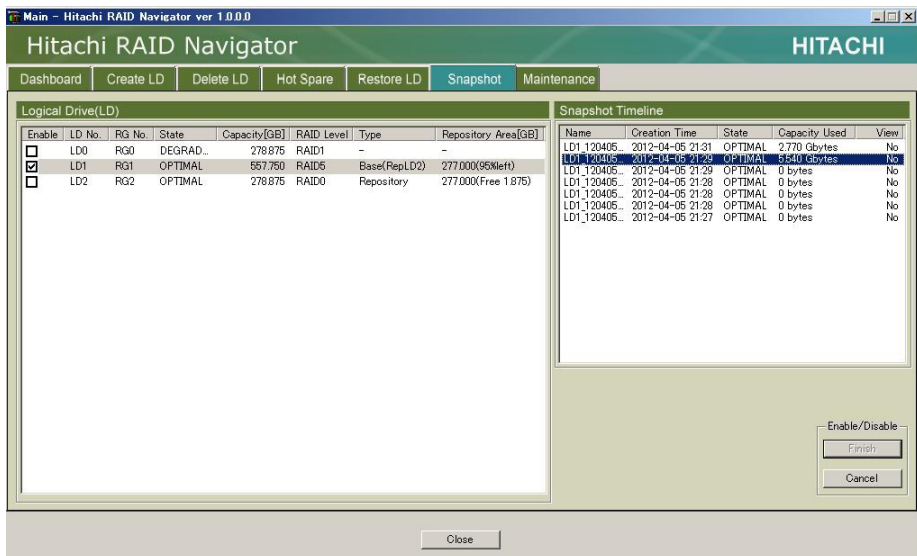 Main - Hitachi RAID Navigator ver 1.0.0.0
Hitachi RAID Navigator
HITACHI
Dashboard Create LD Delete LD Hot Spare Restore LD Snapshot Maintenance
Logical Drive(LD)
Enable LD No. RG No. State Capacity[GB] RAID Level Type Repository Area[GB]
LD0 RG0 DEGRAD... 278.875 RAID1 - -
LD1 RG1 OPTIMAL 557.750 RAID5 Base(RepLD2) 277.000(95%left)
LD2 RG2 OPTIMAL 278.875 RAID0 Repository 277.000(Free 1.875)
Snapshot Timeline
Name Creation Time State Capacity Used View
LD1_120405... 2012-04-05 21:31 OPTIMAL 2.770 Gbytes No
LD1_120405... 2012-04-05 21:29 OPTIMAL 5.540 Gbytes No
LD1_120405... 2012-04-05 21:29 OPTIMAL 0 bytes No
LD1_120405... 2012-04-05 21:28 OPTIMAL 0 bytes No
LD1_120405... 2012-04-05 21:28 OPTIMAL 0 bytes No
LD1_120405... 2012-04-05 21:28 OPTIMAL 0 bytes No
LD1_120405... 2012-04-05 21:27 OPTIMAL 0 bytes No
Enable/Disable
Finish
Cancel
Close